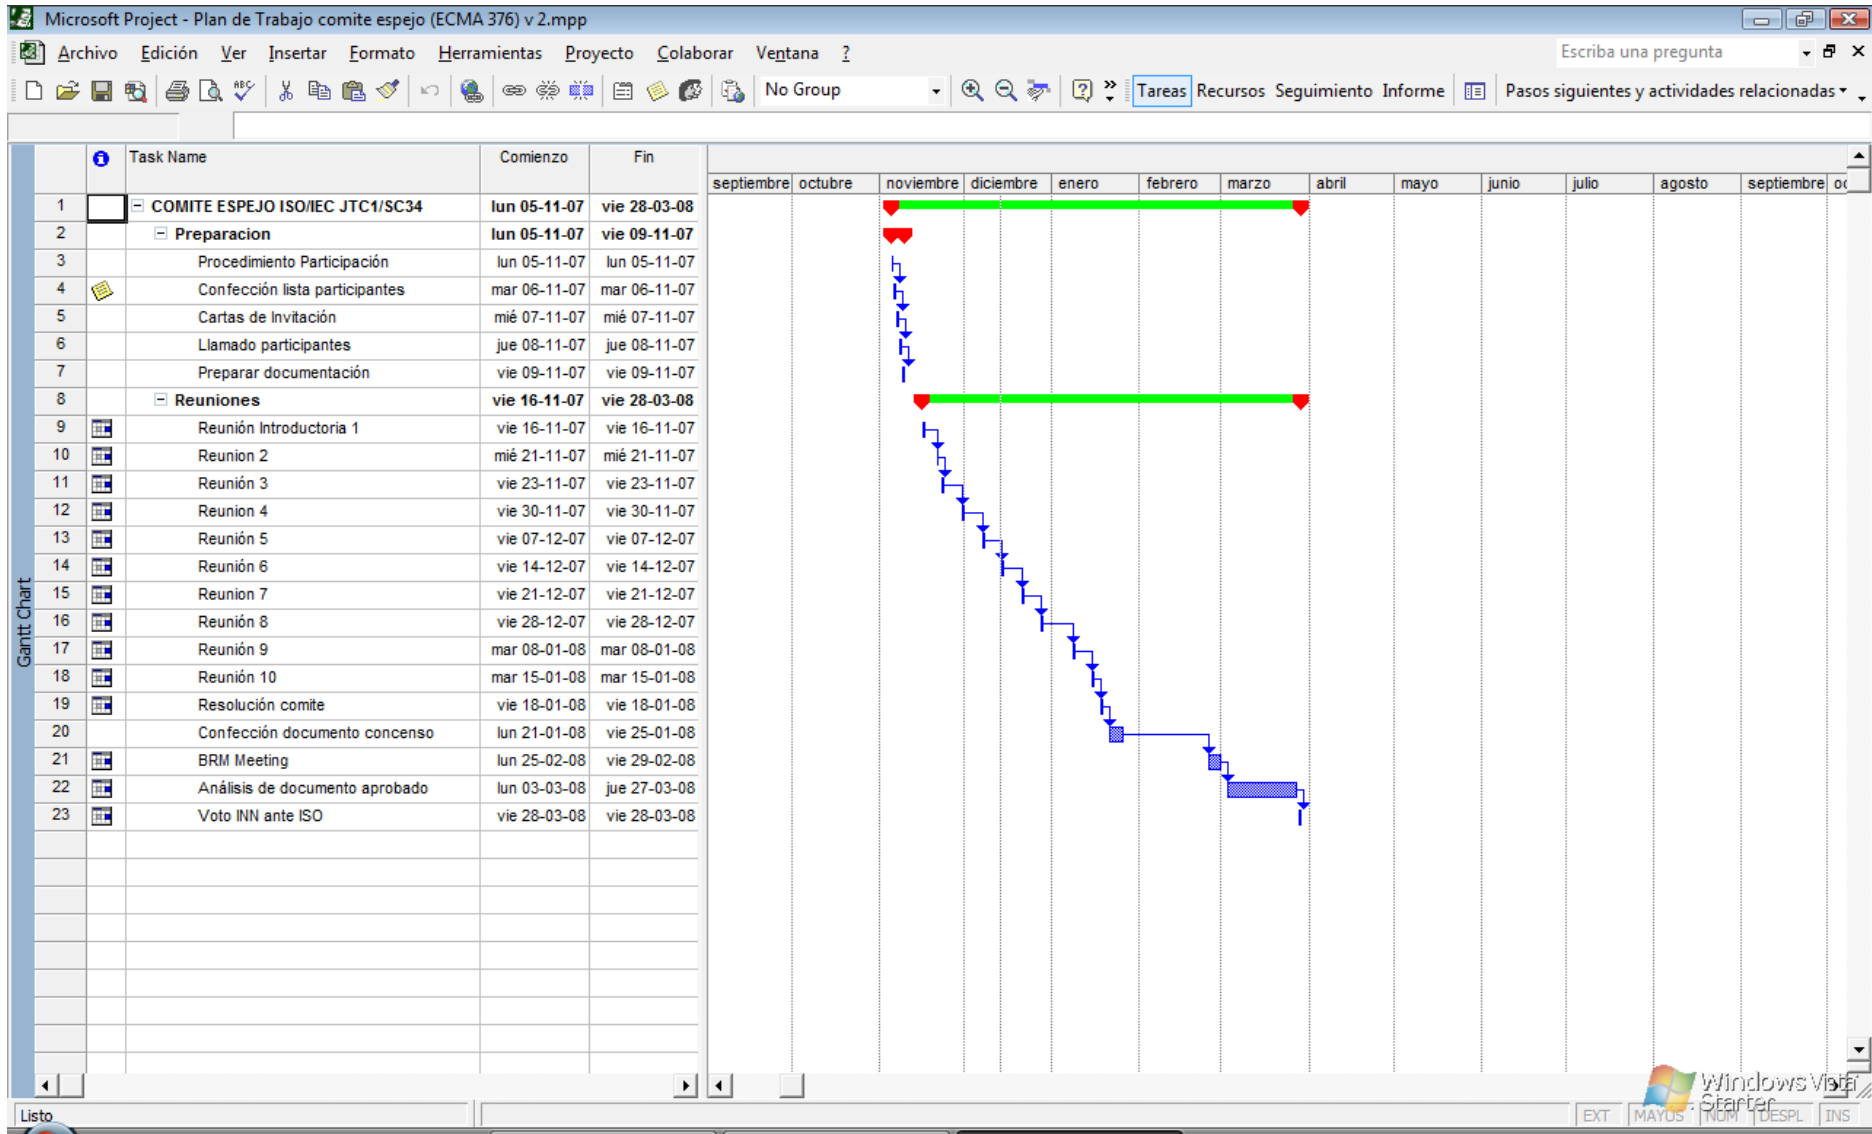 Microsoft Project - Plan de Trabajo comite espejo (ECMA 376) v 2.mpp
Archivo Edición Ver Insertar Formato Herramientas Proyecto Colaborar Ventana ? Escriba una pregunta
No Group Tareas Recursos Seguimiento Informe Pasos siguientes y actividades relacionadas
Task Name Comienzo Fin
septiembre octubre noviembre diciembre enero febrero marzo abril mayo junio julio agosto septiembre oc
1 COMITE ESPEJO ISO/IEC JTC1/SC34 lun 05-11-07 vie 28-03-08
2 Preparacion lun 05-11-07 vie 09-11-07
3 Procedimiento Participación lun 05-11-07 lun 05-11-07
4 Confección lista participantes mar 06-11-07 mar 06-11-07
5 Cartas de Invitación mié 07-11-07 mié 07-11-07
6 Llamado participantes jue 08-11-07 jue 08-11-07
7 Preparar documentación vie 09-11-07 vie 09-11-07
8 Reuniones vie 16-11-07 vie 28-03-08
9 Reunión Introductoria 1 vie 16-11-07 vie 16-11-07
10 Reunion 2 mié 21-11-07 mié 21-11-07
11 Reunión 3 vie 23-11-07 vie 23-11-07
12 Reunion 4 vie 30-11-07 vie 30-11-07
13 Reunión 5 vie 07-12-07 vie 07-12-07
14 Reunión 6 vie 14-12-07 vie 14-12-07
15 Reunion 7 vie 21-12-07 vie 21-12-07
16 Reunión 8 vie 28-12-07 vie 28-12-07
17 Reunión 9 mar 08-01-08 mar 08-01-08
18 Reunión 10 mar 15-01-08 mar 15-01-08
19 Resolución comite vie 18-01-08 vie 18-01-08
20 Confección documento concenso lun 21-01-08 vie 25-01-08
21 BRM Meeting lun 25-02-08 vie 29-02-08
22 Análisis de documento aprobado lun 03-03-08 jue 27-03-08
23 Voto INN ante ISO vie 28-03-08 vie 28-03-08
Gantt Chart
Windows Vista
Starter
Listo EXT MAYUS NUM DESPL INS